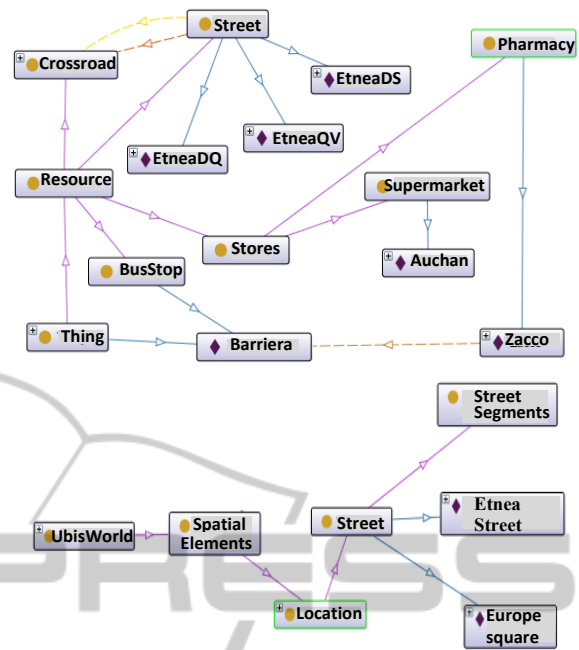 Street
Pharmacy
Crossroad
EtneaDS
EtneaQV
EtneaDQ
Resource
Supermarket
Stores
BusStop
Auchan
Thing
Barriera
Zacco
Street
Segments
Etnea
Street
UbisWorld
Spatial
Elements
Street
Location
Europe
square
PRESS